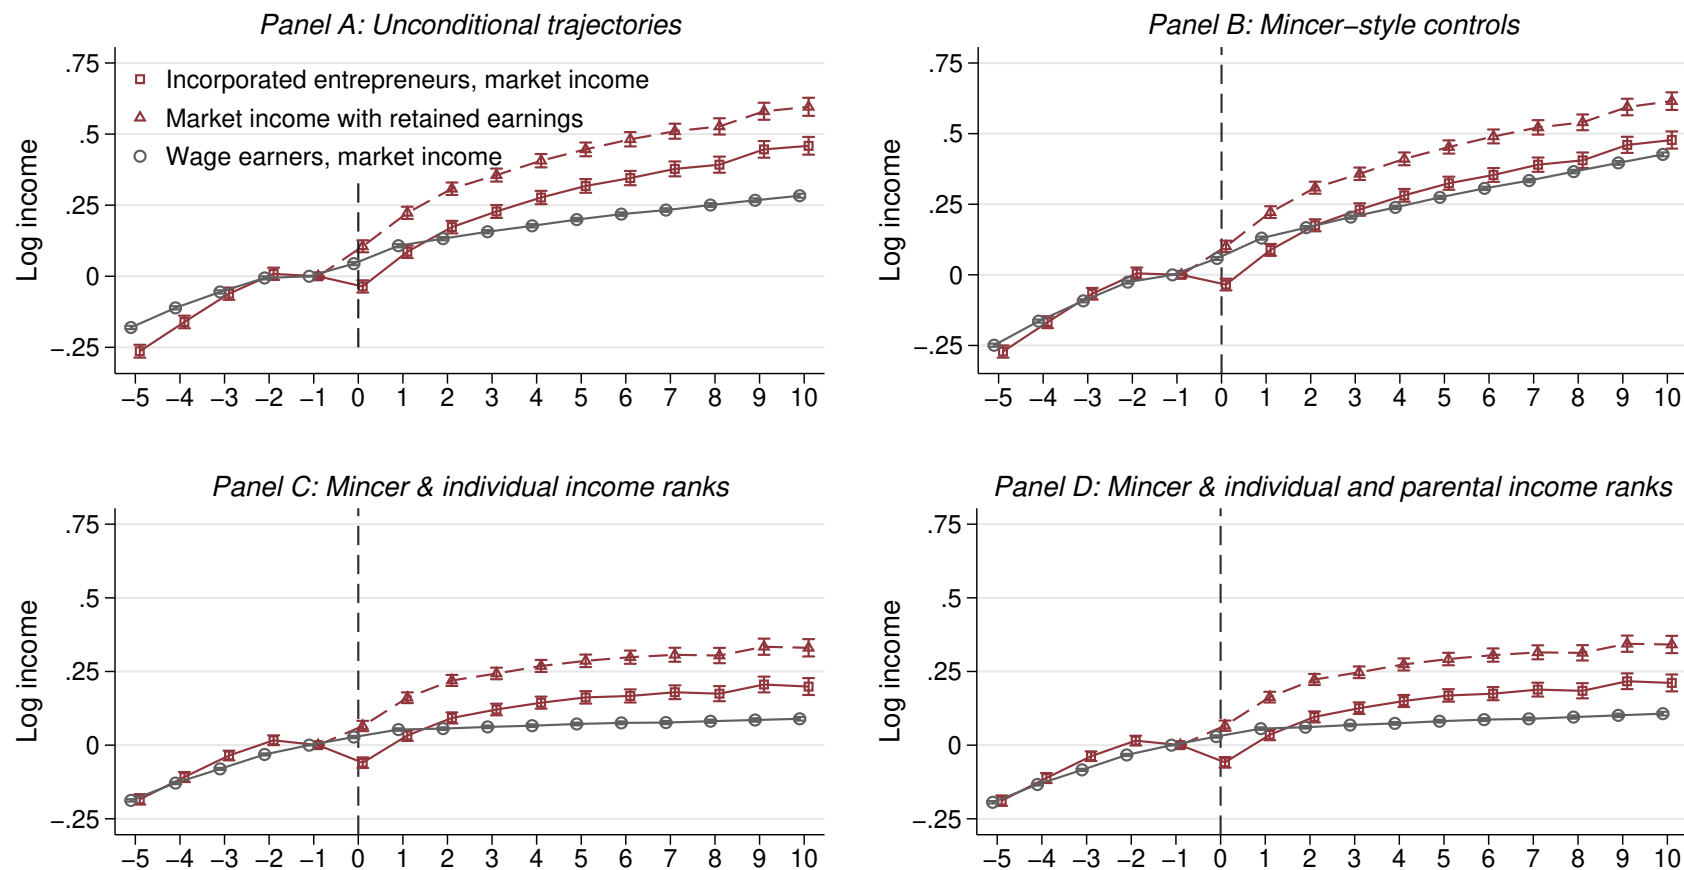 Panel A: Unconditional trajectories
.75
.5
.25
0
−.25
Log income
Incorporated entrepreneurs, market income
Market income with retained earnings
Wage earners, market income
−5 −4 −3 −2 −1 0 1 2 3 4 5 6 7 8 9 10
Panel B: Mincer−style controls
.75
.5
.25
0
−.25
Log income
−5 −4 −3 −2 −1 0 1 2 3 4 5 6 7 8 9 10
Panel C: Mincer & individual income ranks
.75
.5
.25
0
−.25
Log income
−5 −4 −3 −2 −1 0 1 2 3 4 5 6 7 8 9 10
Panel D: Mincer & individual and parental income ranks
.75
.5
.25
0
−.25
Log income
−5 −4 −3 −2 −1 0 1 2 3 4 5 6 7 8 9 10